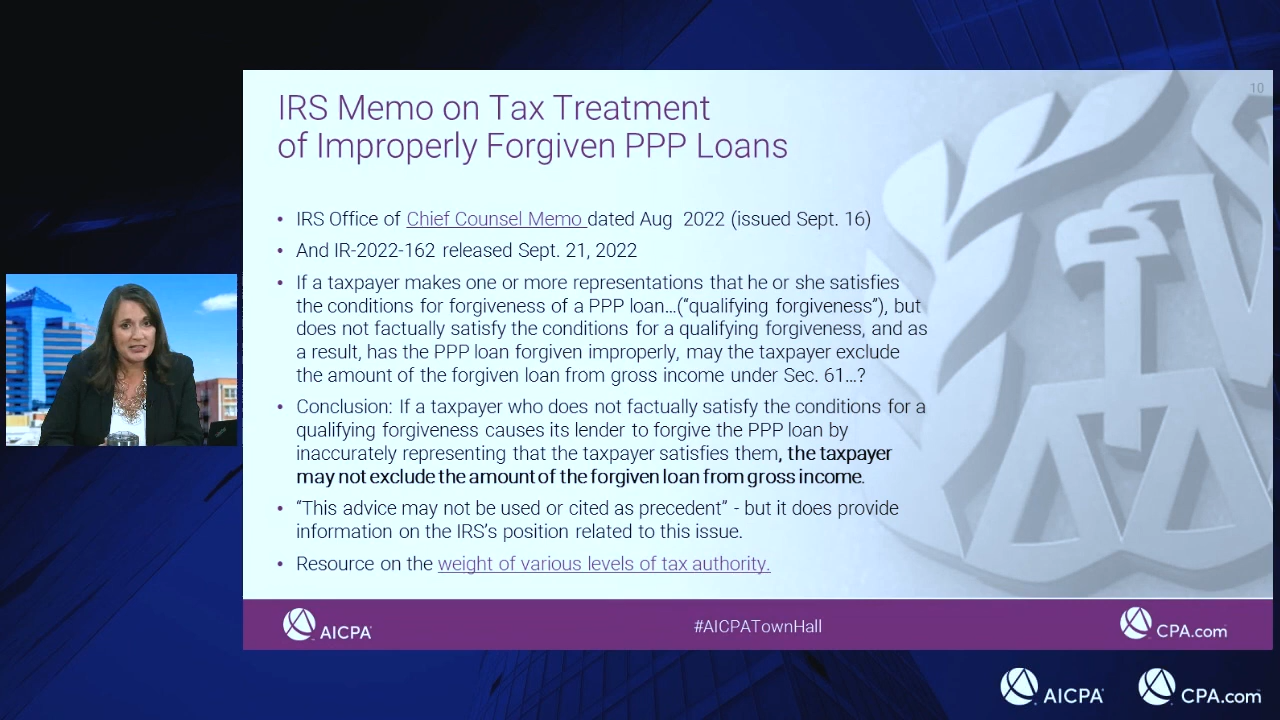 10
IRS Memo on Tax Treatment
of Improperly Forgiven PPP Loans
• IRS Office of Chief Counsel Memo dated Aug 2022 (issued Sept. 16)
• And IR-2022-162 released Sept. 21, 2022
• If a taxpayer makes one or more representations that he or she satisfies
the conditions for forgiveness of a PPP loan…(“qualifying forgiveness”), but
does not factually satisfy the conditions for a qualifying forgiveness, and as
a result, has the PPP loan forgiven improperly, may the taxpayer exclude
the amount of the forgiven loan from gross income under Sec. 61…?
• Conclusion: If a taxpayer who does not factually satisfy the conditions for a
qualifying forgiveness causes its lender to forgive the PPP loan by
inaccurately representing that the taxpayer satisfies them, the taxpayer
may not exclude the amount of the forgiven loan from gross income.
• “This advice may not be used or cited as precedent” - but it does provide
information on the IRS’s position related to this issue.
• Resource on the weight of various levels of tax authority.
AICPA
#AICPATownHall
CPA.com
AICPA
CPA.com